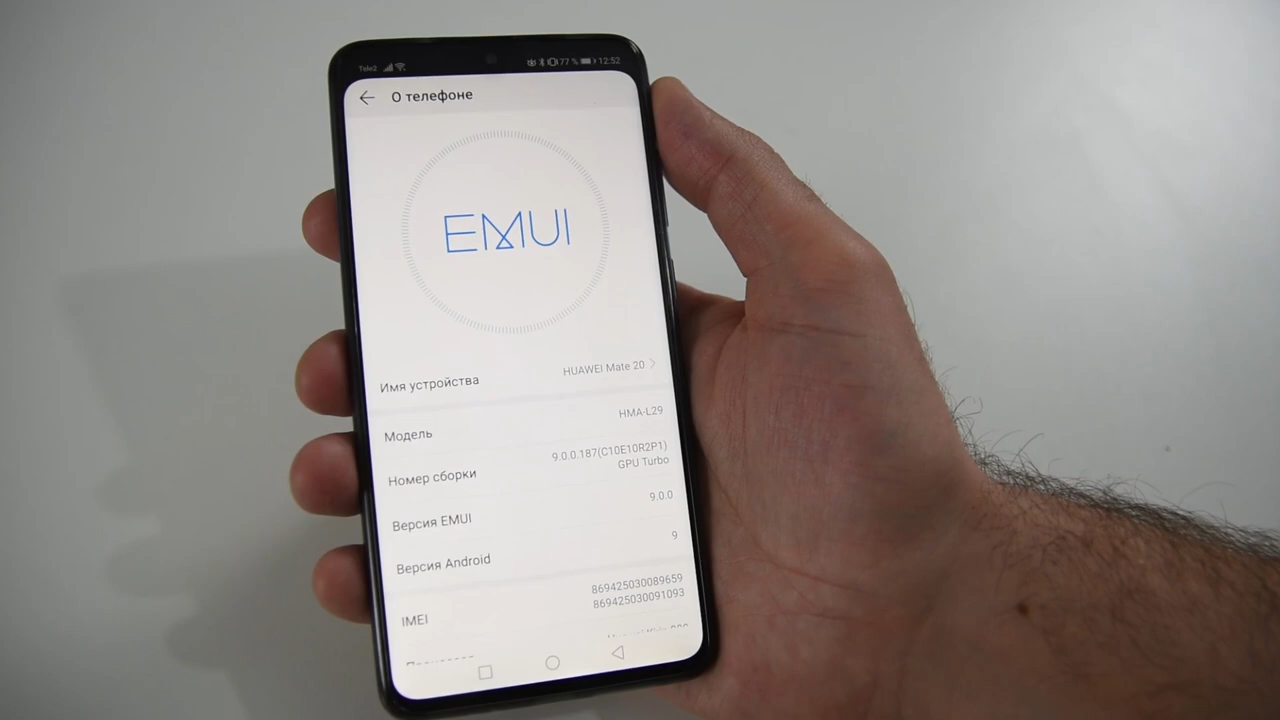 Tele2 77 % 12:52
О телефоне
EMUI
Имя устройства HUAWEI Mate 20
Модель HMA-L29
Номер сборки 9.0.0.187(C10E10R2P1)
GPU Turbo
Версия EMUI 9.0.0
Версия Android 9
IMEI 869425030089659
869425030091093